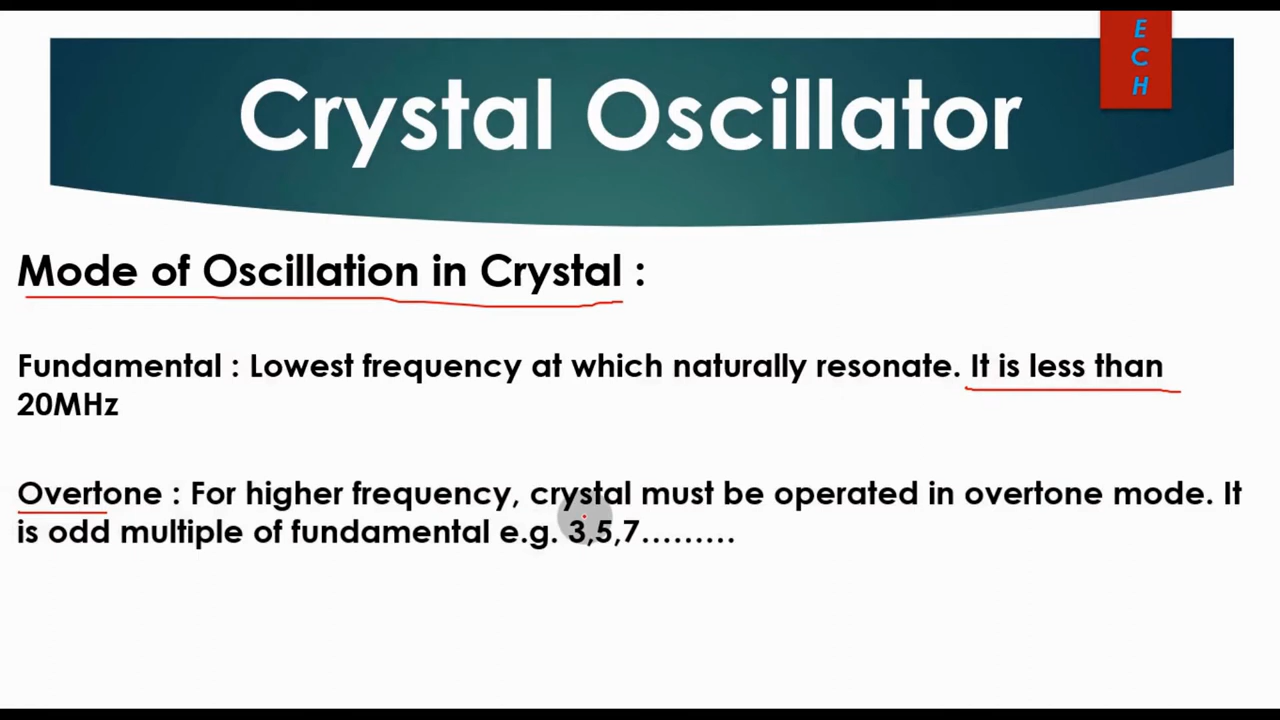 E
C
H
Crystal Oscillator
Mode of Oscillation in Crystal :
Fundamental : Lowest frequency at which naturally resonate. It is less than
20MHz
Overtone : For higher frequency, crystal must be operated in overtone mode. It
is odd multiple of fundamental e.g. 3,5,7.........